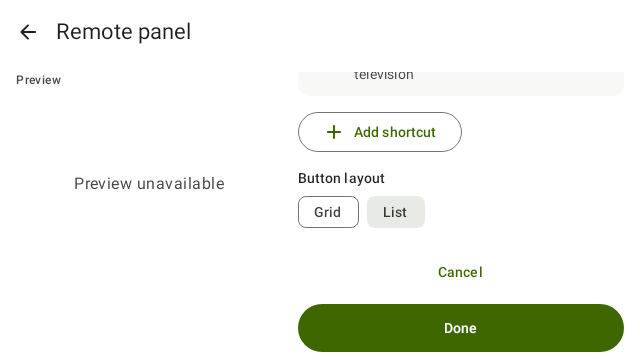 Remote panel
Preview
television
Add shortcut
Preview unavailable
Button layout
Grid
List
Cancel
Done